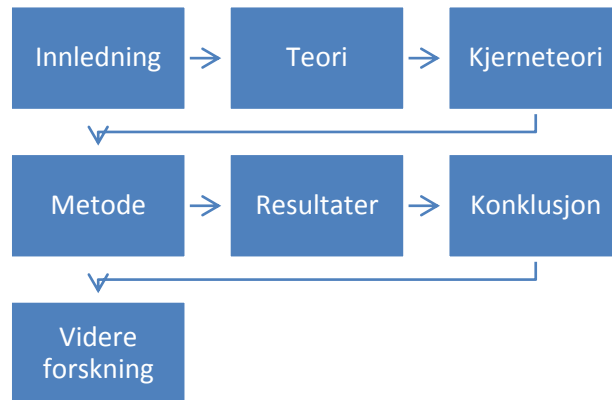 Innledning
Teori
Kjerneteori
Metode
Resultater
Konklusjon
Videre
forskning